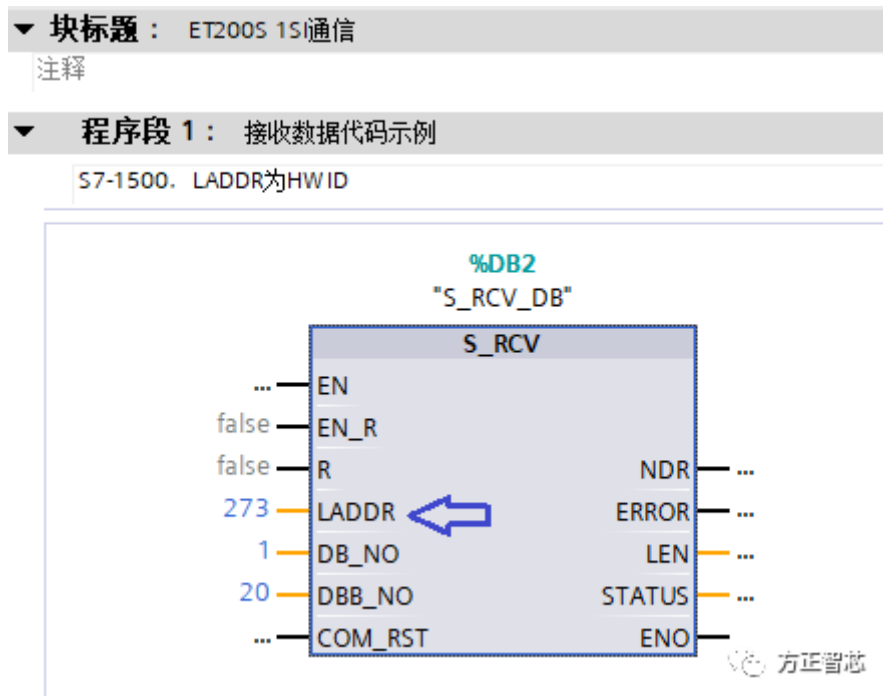 块标题： ET200S 1SI通信
注释
程序段 1： 接收数据代码示例
S7-1500，LADDR为HWID
%DB2
"S_RCV_DB"
S_RCV
... EN
false EN_R
false R NDR ...
273 LADDR ERROR ...
1 DB_NO LEN ...
20 DBB_NO STATUS ...
... COM_RST ENO
方正智芯